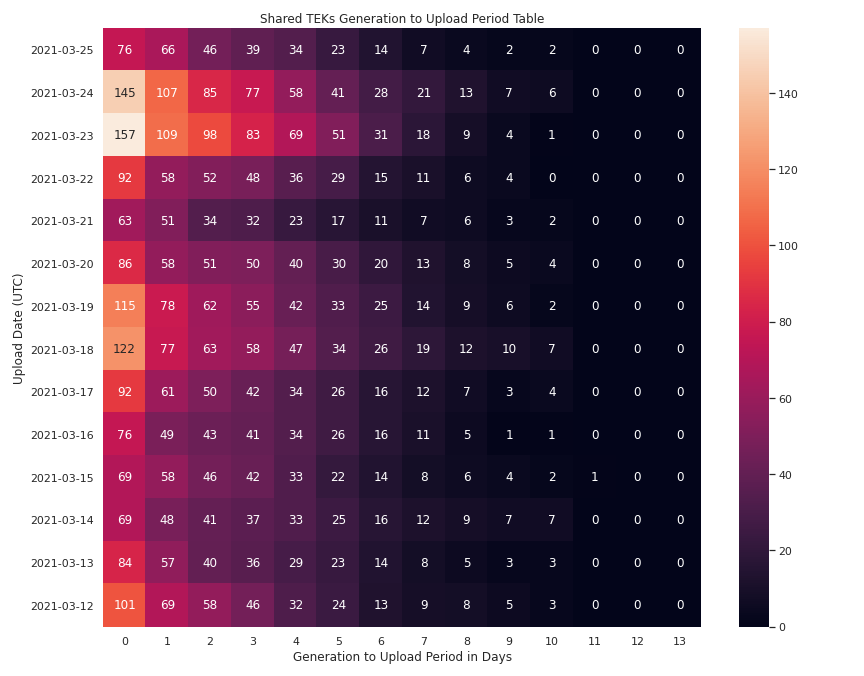 Shared TEKs Generation to Upload Period Table
Upload Date (UTC)
2021-03-25 76 66 46 39 34 23 14 7 4 2 2 0 0 0
2021-03-24 145 107 85 77 58 41 28 21 13 7 6 0 0 0
2021-03-23 157 109 98 83 69 51 31 18 9 4 1 0 0 0
2021-03-22 92 58 52 48 36 29 15 11 6 4 0 0 0 0
2021-03-21 63 51 34 32 23 17 11 7 6 3 2 0 0 0
2021-03-20 86 58 51 50 40 30 20 13 8 5 4 0 0 0
2021-03-19 115 78 62 55 42 33 25 14 9 6 2 0 0 0
2021-03-18 122 77 63 58 47 34 26 19 12 10 7 0 0 0
2021-03-17 92 61 50 42 34 26 16 12 7 3 4 0 0 0
2021-03-16 76 49 43 41 34 26 16 11 5 1 1 0 0 0
2021-03-15 69 58 46 42 33 22 14 8 6 4 2 1 0 0
2021-03-14 69 48 41 37 33 25 16 12 9 7 7 0 0 0
2021-03-13 84 57 40 36 29 23 14 8 5 3 3 0 0 0
2021-03-12 101 69 58 46 32 24 13 9 8 5 3 0 0 0
0 1 2 3 4 5 6 7 8 9 10 11 12 13
Generation to Upload Period in Days
140
120
100
80
60
40
20
0